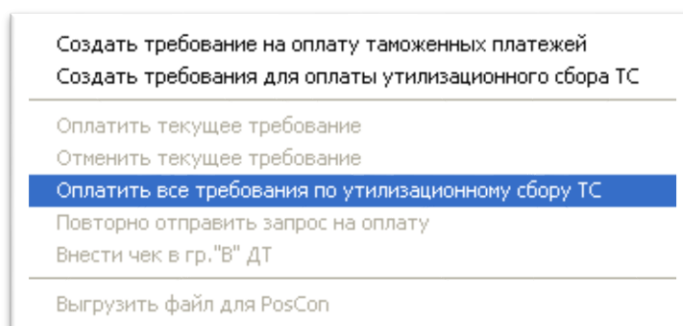 Создать требование на оплату таможенных платежей
Создать требования для оплаты утилизационного сбора ТС
Оплатить текущее требование
Отменить текущее требование
Оплатить все требования по утилизационному сбору ТС
Повторно отправить запрос на оплату
Внести чек в гр."В" ДТ
Выгрузить файл для PosCon